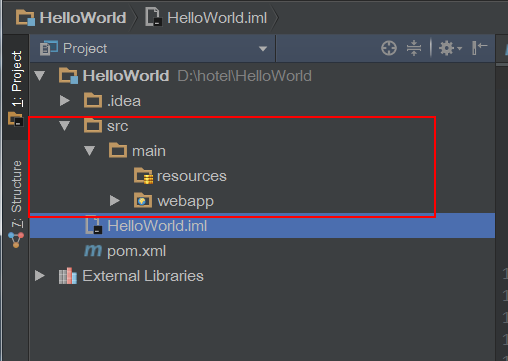 HelloWorld HelloWorld.iml
Project
1: Project
Z: Structure
HelloWorld D:\hotel\HelloWorld
.idea
src
main
resources
webapp
HelloWorld.iml
pom.xml
External Libraries